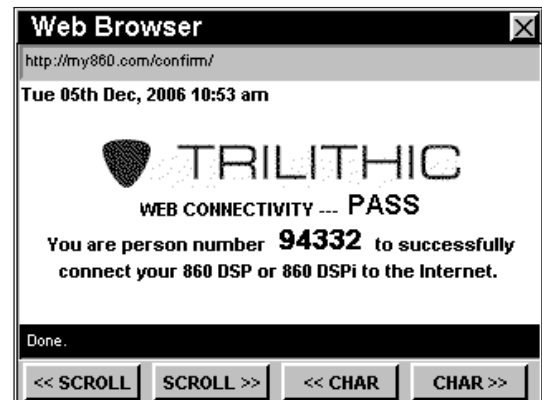 Web Browser
http://my860.com/confirm/
Tue 05th Dec, 2006 10:53 am
TRILITHIC
WEB CONNECTIVITY --- PASS
You are person number 94332 to successfully
connect your 860 DSP or 860 DSPi to the Internet.
Done.
<< SCROLL SCROLL >> << CHAR CHAR >>